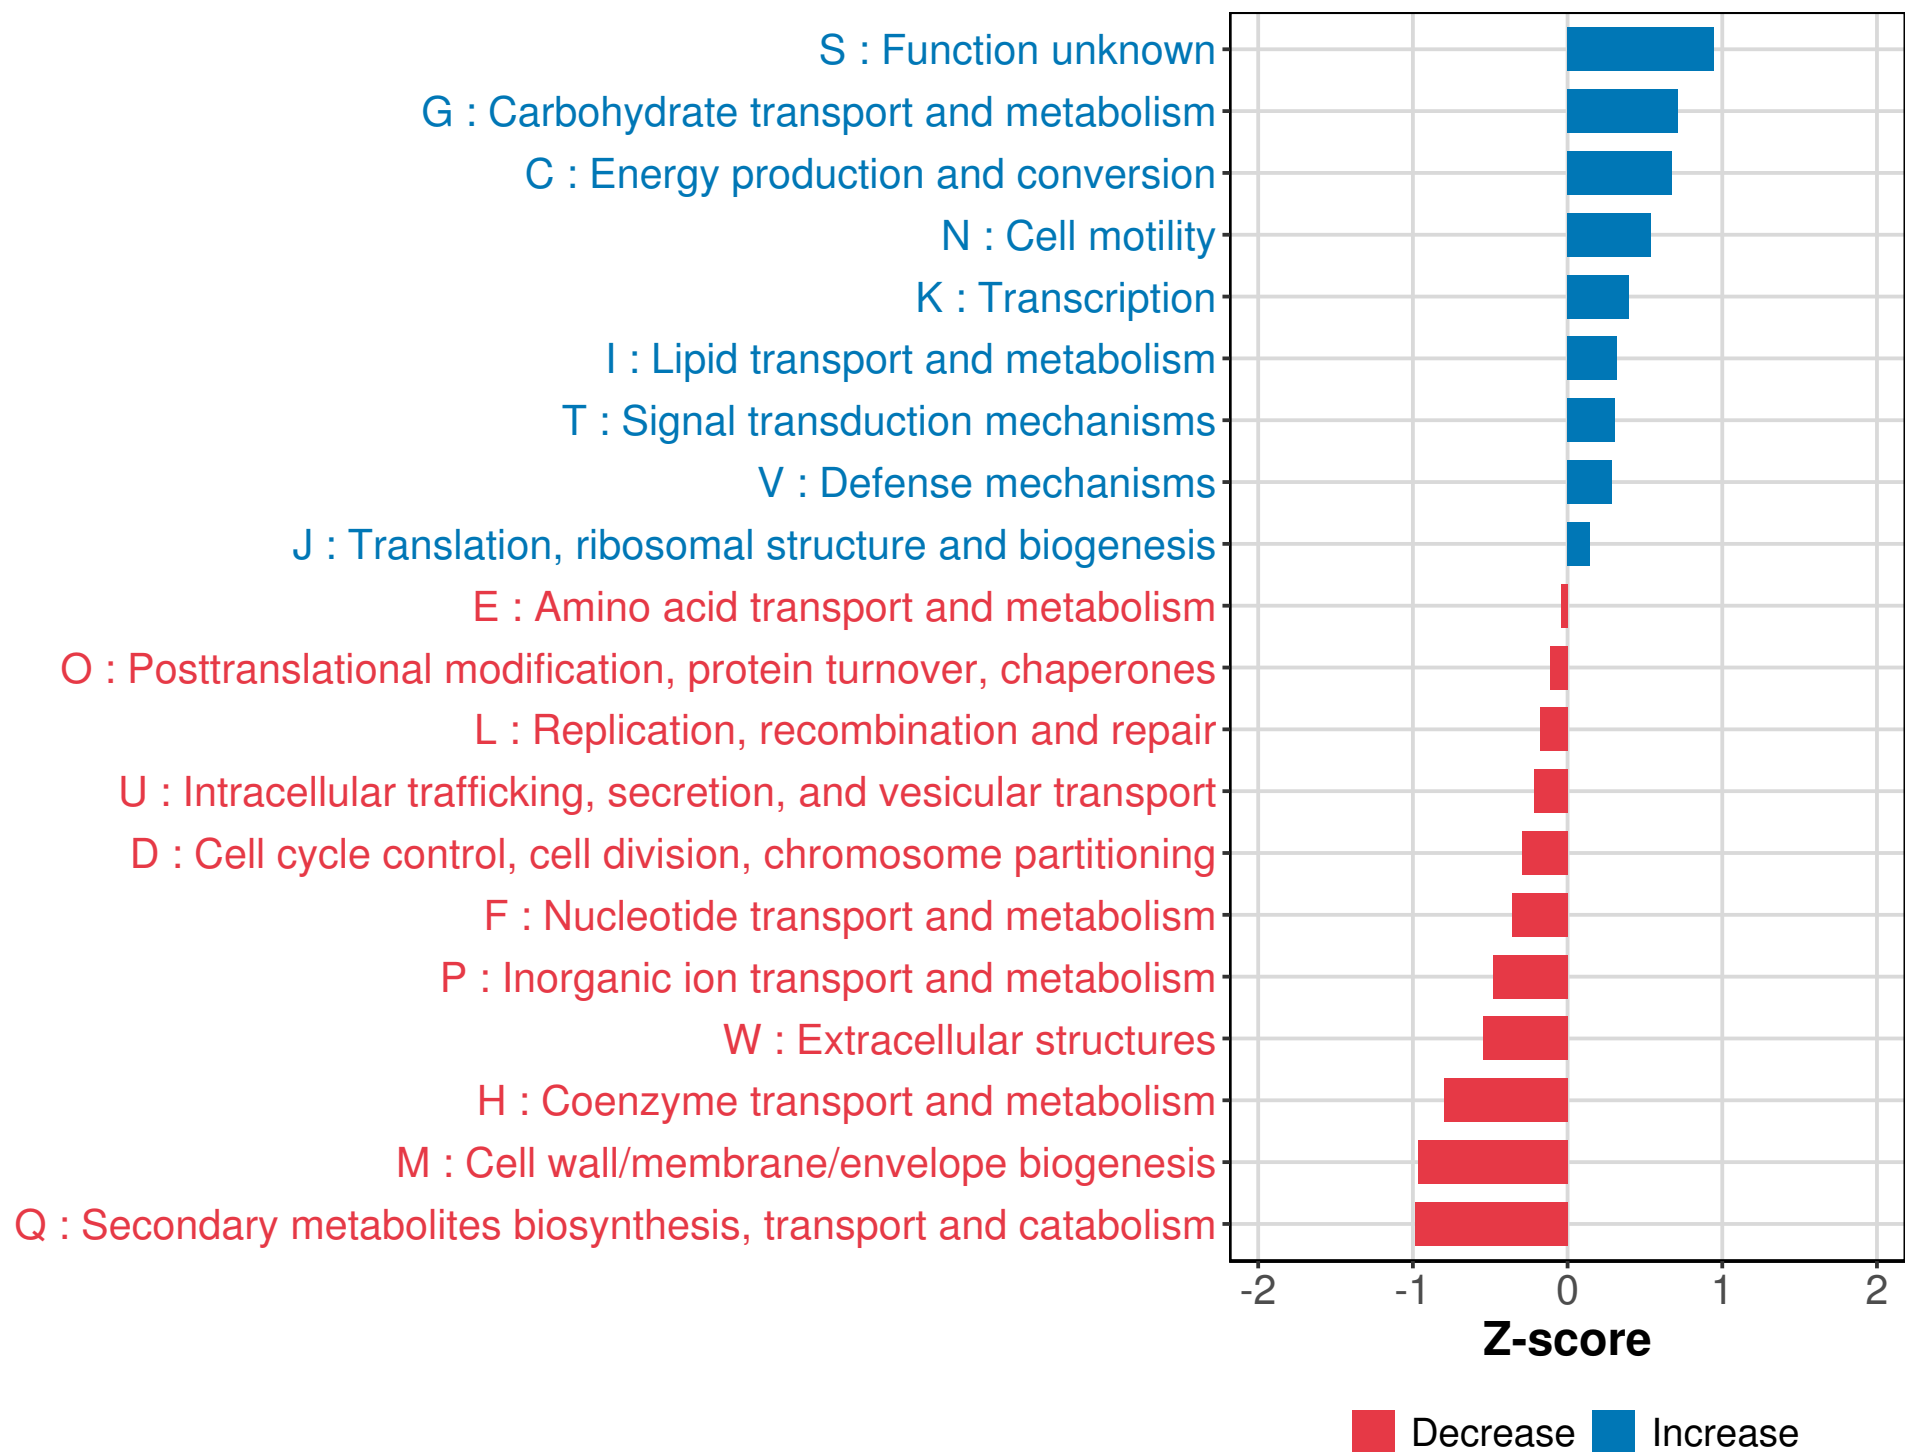 S : Function unknown
G : Carbohydrate transport and metabolism
C : Energy production and conversion
N : Cell motility
K : Transcription
I : Lipid transport and metabolism
T : Signal transduction mechanisms
V : Defense mechanisms
J : Translation, ribosomal structure and biogenesis
E : Amino acid transport and metabolism
O : Posttranslational modification, protein turnover, chaperones
L : Replication, recombination and repair
U : Intracellular trafficking, secretion, and vesicular transport
D : Cell cycle control, cell division, chromosome partitioning
F : Nucleotide transport and metabolism
P : Inorganic ion transport and metabolism
W : Extracellular structures
H : Coenzyme transport and metabolism
M : Cell wall/membrane/envelope biogenesis
Q : Secondary metabolites biosynthesis, transport and catabolism
-2 -1 0 1 2
Z-score
Decrease Increase